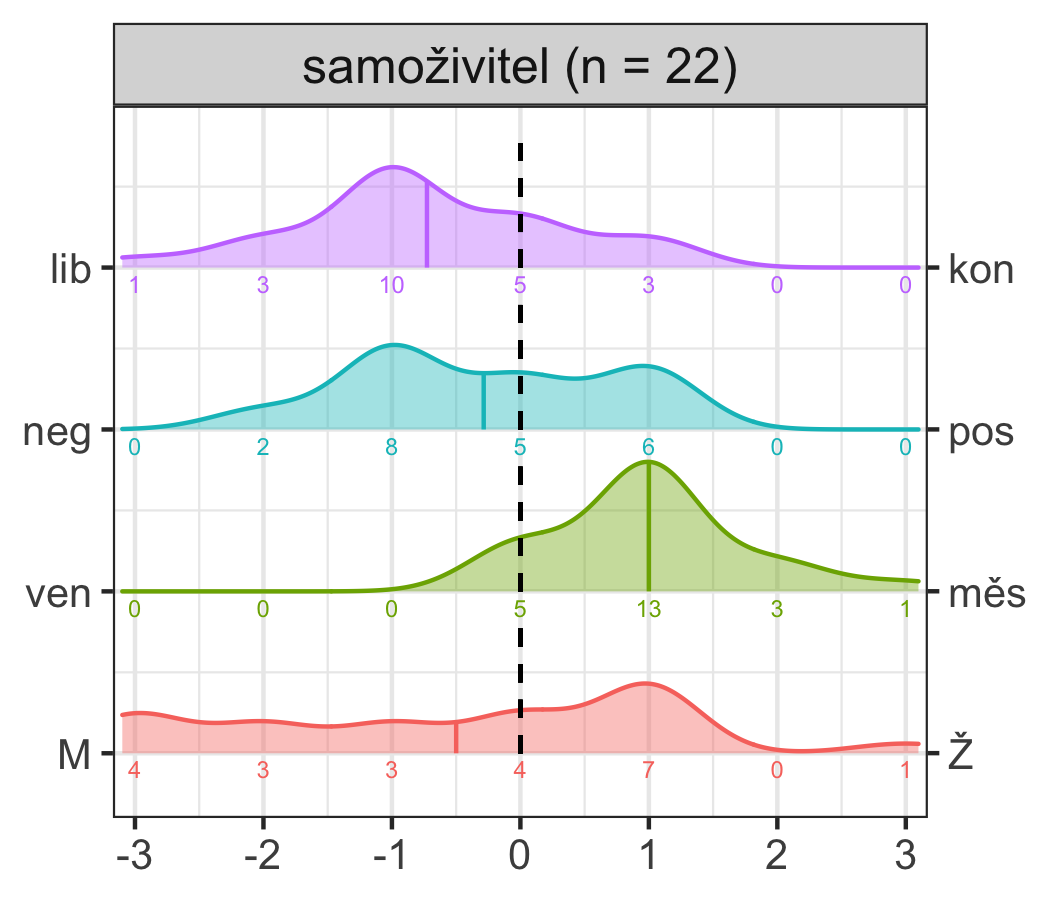 samoživitel (n = 22)
lib kon
1 3 10 5 3 0 0
neg pos
0 2 8 5 6 0 0
ven měs
0 0 0 5 13 3 1
M Ž
4 3 3 4 7 0 1
-3 -2 -1 0 1 2 3